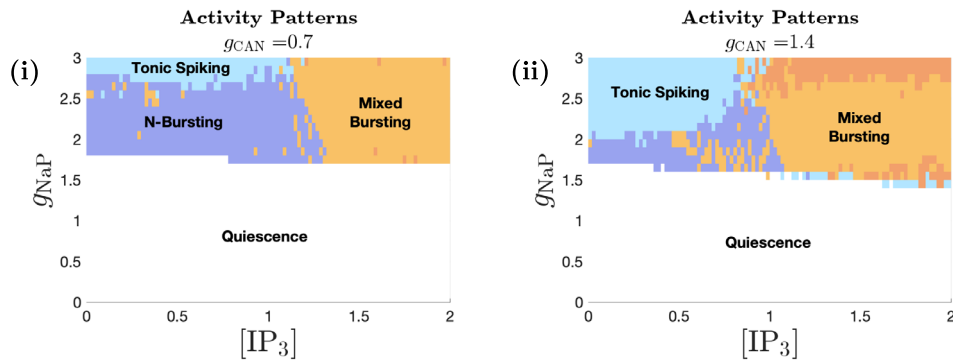 Activity Patterns
g_CAN =0.7
(i)
3
2.5
2
1.5
1
0.5
0
g_NaP
Tonic Spiking
N-Bursting
Mixed
Bursting
Quiescence
0 0.5 1 1.5 2
[IP_3]
Activity Patterns
g_CAN =1.4
(ii)
3
2.5
2
1.5
1
0.5
0
g_NaP
Tonic Spiking
Mixed
Bursting
Quiescence
0 0.5 1 1.5 2
[IP_3]